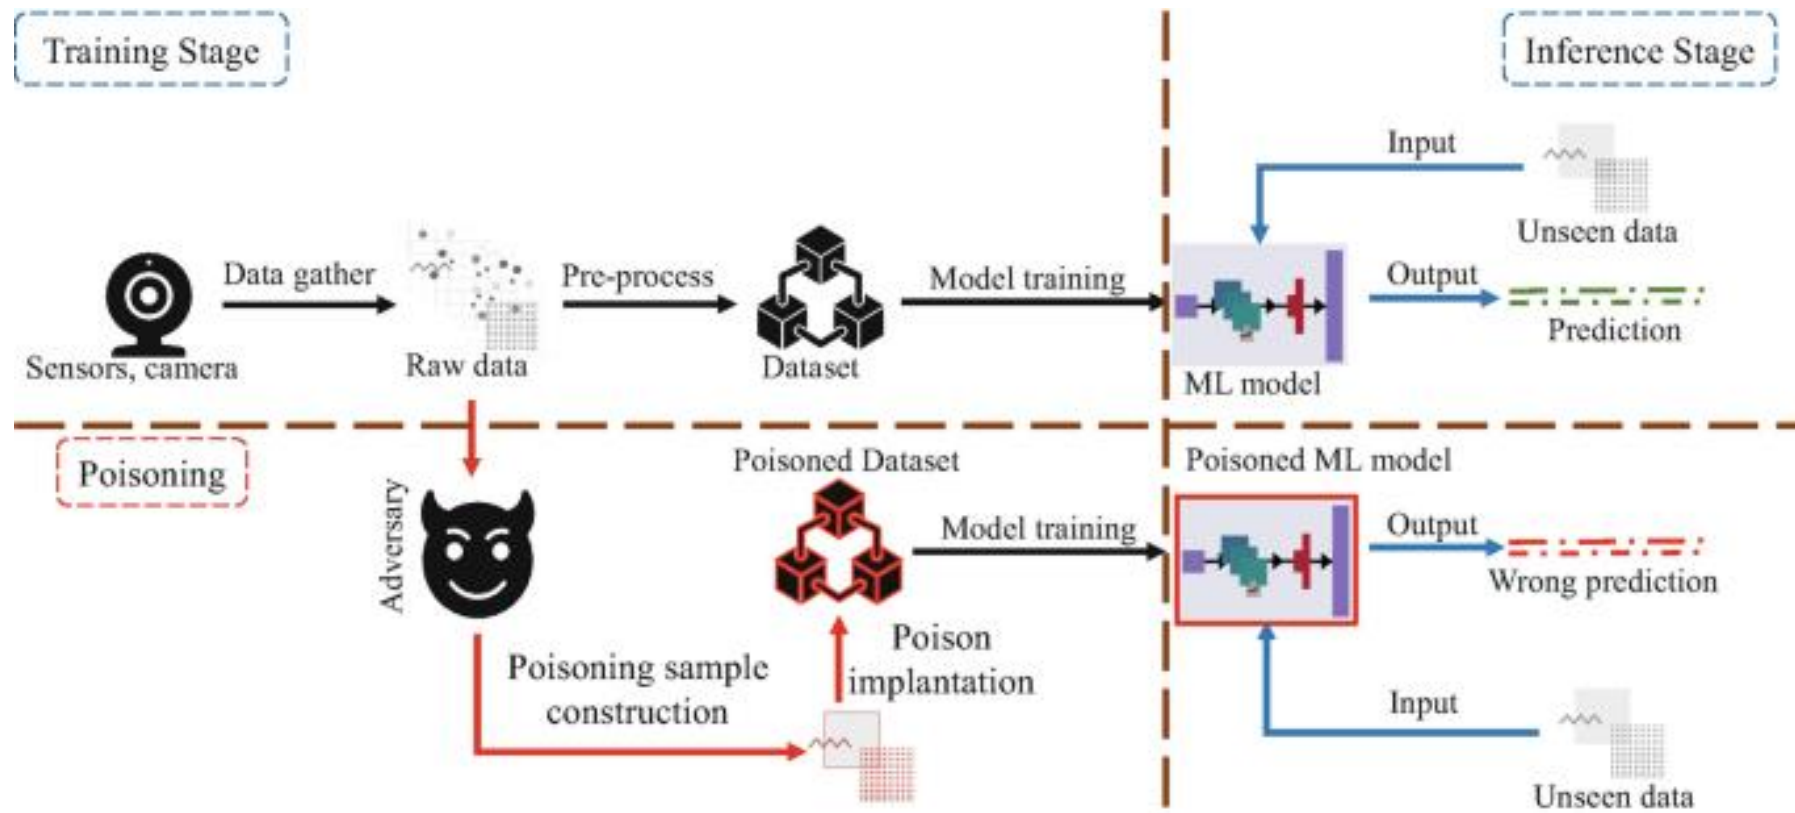 Training Stage
Inference Stage
Input
Unseen data
Data gather
Pre-process
Model training
Output
Sensors, camera
Raw data
Dataset
ML model
Prediction
Poisoning
Adversary
Poisoned Dataset
Poisoned ML model
Model training
Output
Wrong prediction
Poisoning sample
construction
Poison
implantation
Input
Unseen data